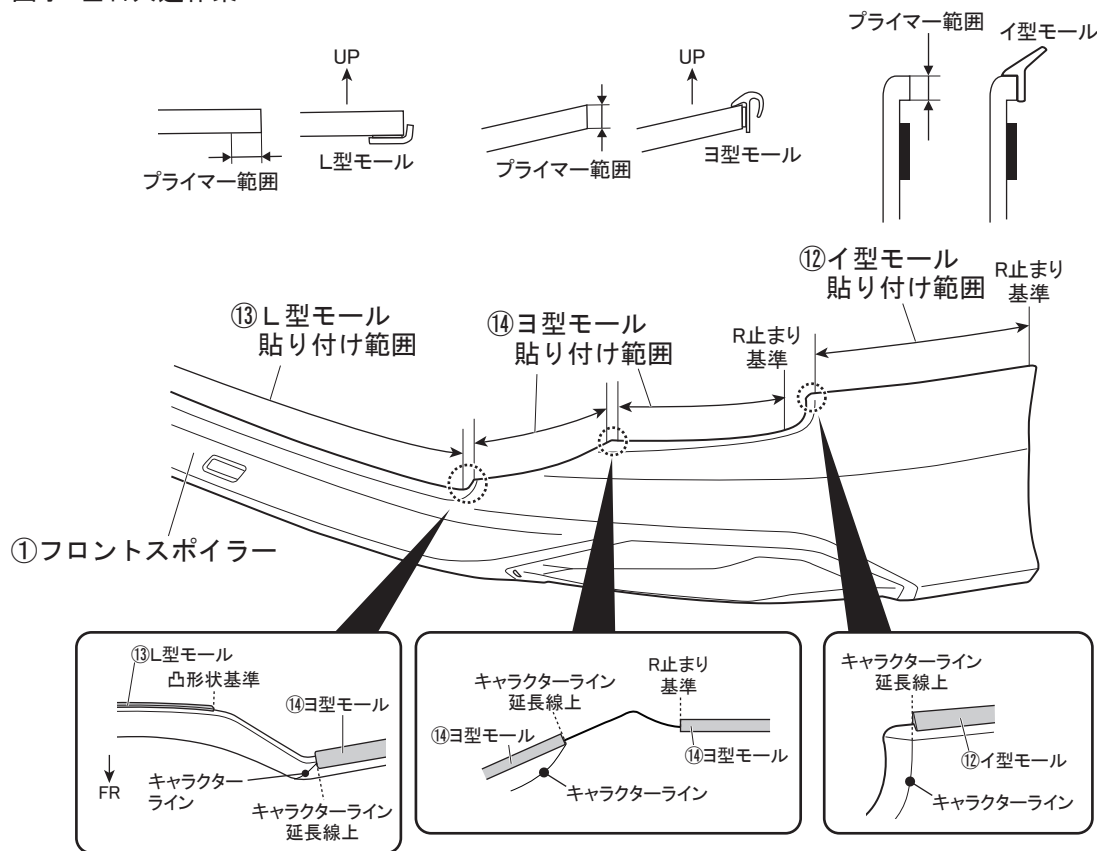 UP
プライマー範囲
L型モール
UP
プライマー範囲
ヨ型モール
プライマー範囲
イ型モール
⑬L型モール
貼り付け範囲
⑭ヨ型モール
貼り付け範囲
R止まり
基準
⑫イ型モール
貼り付け範囲
R止まり
基準
①フロントスポイラー
⑬L型モール
凸形状基準
⑭ヨ型モール
FR
キャラクター
ライン
キャラクターライン
延長線上
キャラクターライン
延長線上
R止まり
基準
⑭ヨ型モール
⑭ヨ型モール
キャラクターライン
キャラクターライン
延長線上
⑫イ型モール
キャラクターライン